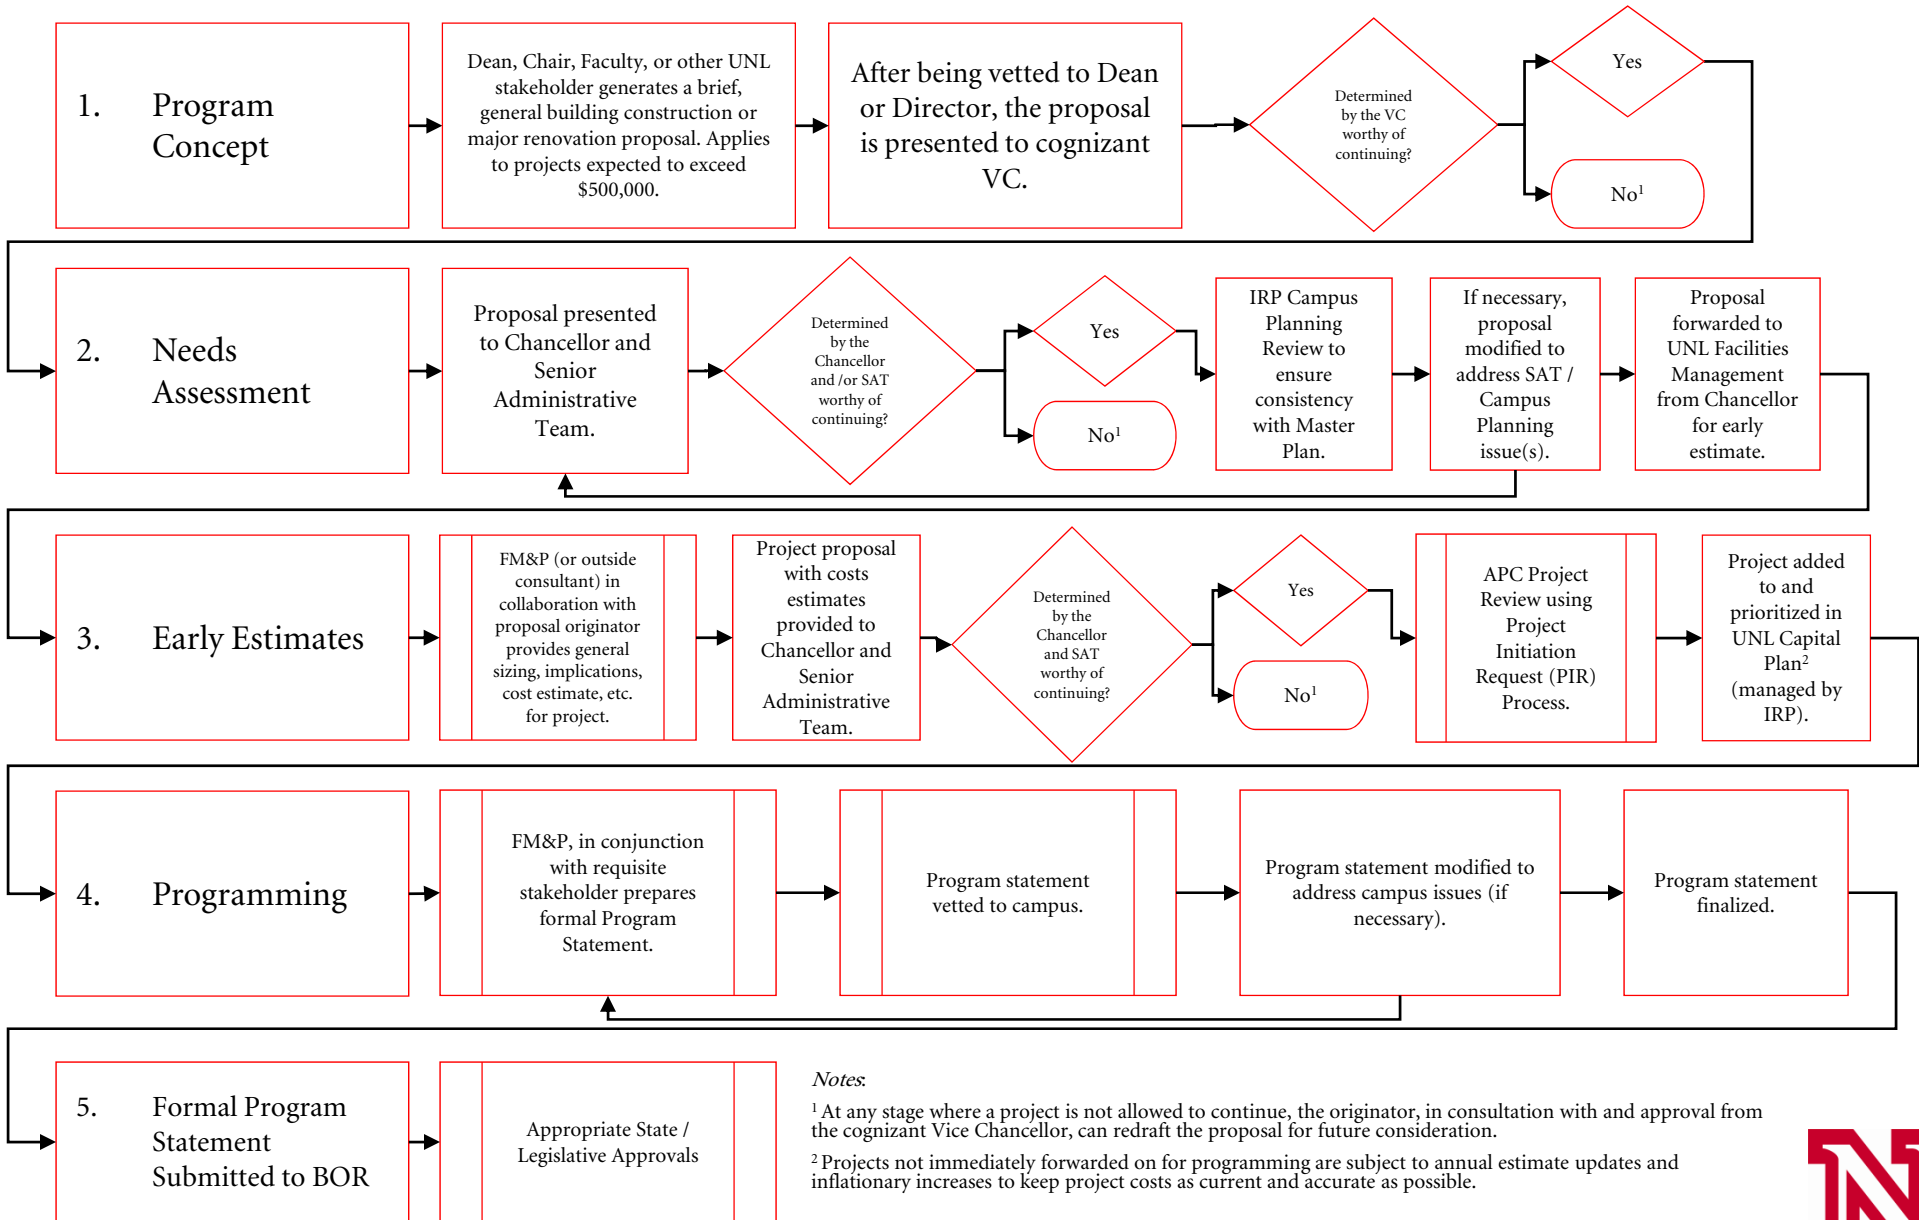 1. Program
Concept
Dean, Chair, Faculty, or other UNL
stakeholder generates a brief,
general building construction or
major renovation proposal. Applies
to projects expected to exceed
$500,000.
After being vetted to Dean
or Director, the proposal
is presented to cognizant
VC.
Determined
by the VC
worthy of
continuing?
Yes
No¹
2. Needs
Assessment
Proposal presented
to Chancellor and
Senior
Administrative
Team.
Determined
by the
Chancellor
and /or SAT
worthy of
continuing?
Yes
No¹
IRP Campus
Planning
Review to
ensure
consistency
with Master
Plan.
If necessary,
proposal
modified to
address SAT /
Campus
Planning
issue(s).
Proposal
forwarded to
UNL Facilities
Management
from Chancellor
for early
estimate.
3. Early Estimates
FM&P (or outside
consultant) in
collaboration with
proposal originator
provides general
sizing, implications,
cost estimate, etc.
for project.
Project proposal
with costs
estimates
provided to
Chancellor and
Senior
Administrative
Team.
Determined
by the
Chancellor
and SAT
worthy of
continuing?
Yes
No¹
APC Project
Review using
Project
Initiation
Request (PIR)
Process.
Project added
to and
prioritized in
UNL Capital
Plan²
(managed by
IRP).
4. Programming
FM&P, in conjunction
with requisite
stakeholder prepares
formal Program
Statement.
Program statement
vetted to campus.
Program statement modified to
address campus issues (if
necessary).
Program statement
finalized.
5. Formal Program
Statement
Submitted to BOR
Appropriate State /
Legislative Approvals
Notes:
¹ At any stage where a project is not allowed to continue, the originator, in consultation with and approval from
the cognizant Vice Chancellor, can redraft the proposal for future consideration.
² Projects not immediately forwarded on for programming are subject to annual estimate updates and
inflationary increases to keep project costs as current and accurate as possible.
N